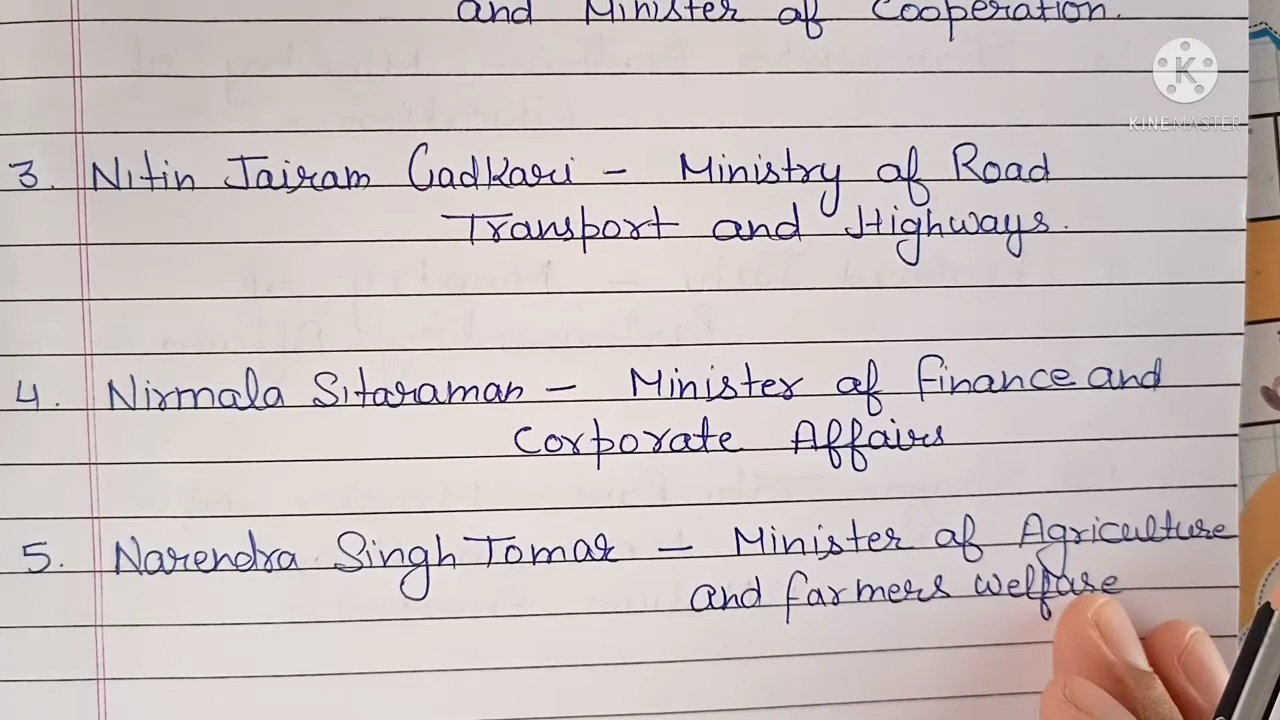 and Minister of Cooperation.
K
KINEMASTER
3. Nitin Jairam Gadkari - Ministry of Road
Transport and Highways.
4. Nirmala Sitaraman - Minister of Finance and
Corporate Affairs
5. Narendra Singh Tomar - Minister of Agriculture
and farmers welfare